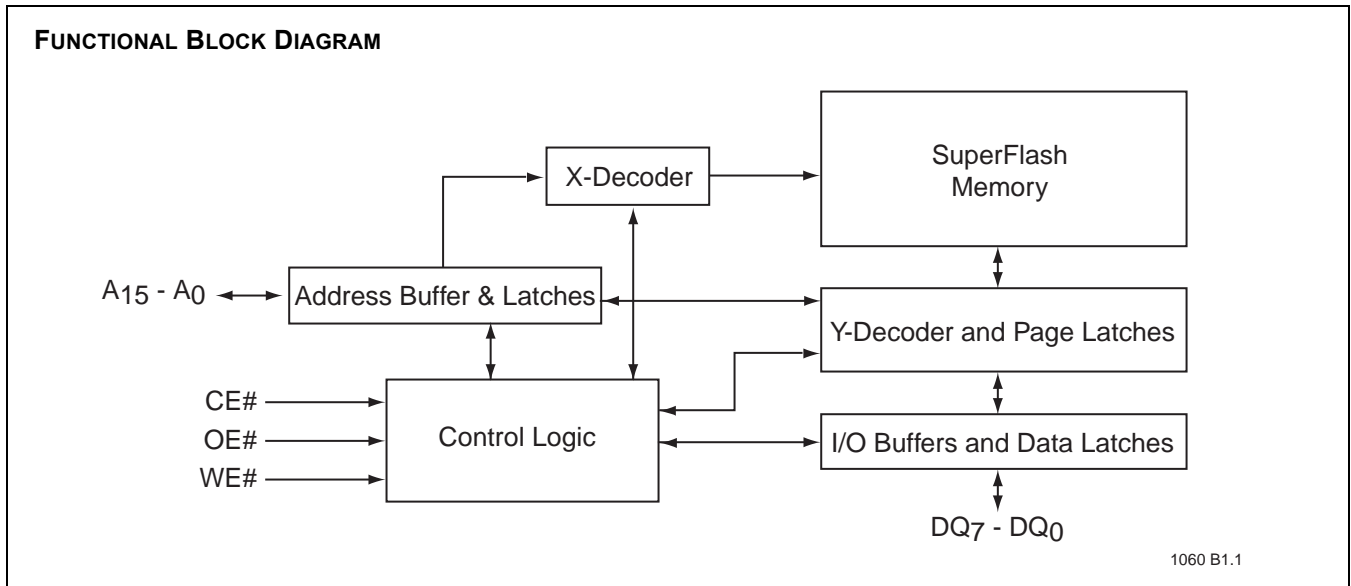 FUNCTIONAL BLOCK DIAGRAM
SuperFlash
Memory
X-Decoder
A15 - A0
Address Buffer & Latches
Y-Decoder and Page Latches
CE#
OE#
WE#
Control Logic
I/O Buffers and Data Latches
DQ7 - DQ0
1060 B1.1